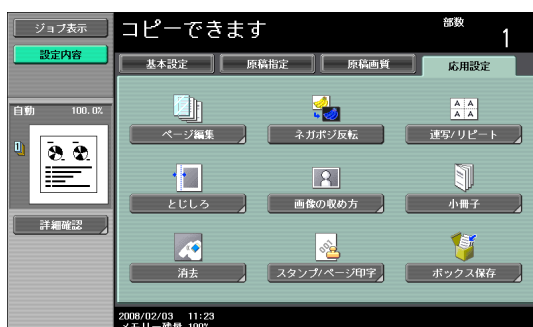 ジョブ表示
設定内容
コピーできます
部数
1
基本設定
原稿指定
原稿画質
応用設定
自動 100.0%
詳細確認
ページ編集
ネガポジ反転
連写/リピート
とじしろ
画像の収め方
小冊子
消去
スタンプ/ページ印字
ボックス保存
2008/02/03 11:23
メモリー残量 100%